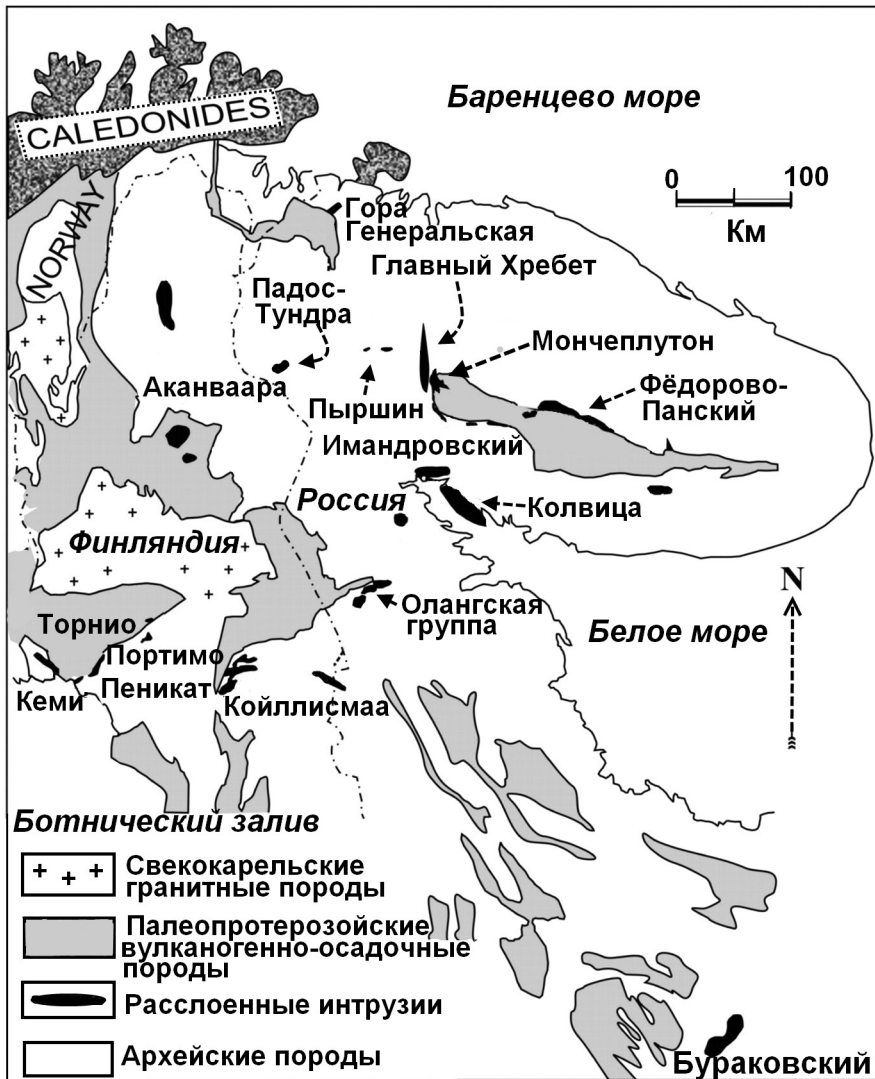 Баренцево море
CALEDONIDES
0 100
Км
NORWAY
Гора
Генеральская
Главный Хребет
Падос-
Тундра
Мончеплутон
Аканваара
Фёдорово-
Панский
Пыршин
Имандровский
Россия
Колвица
Финляндия
N
Олангская
группа
Торнио
Белое море
Портимо
Пеникат
Кеми
Койллисмаа
Ботнический залив
Свекокарельские
гранитные породы
Палеопротерозойские
вулканогенно-осадочные
породы
Расслоенные интрузии
Архейские породы
Бураковский